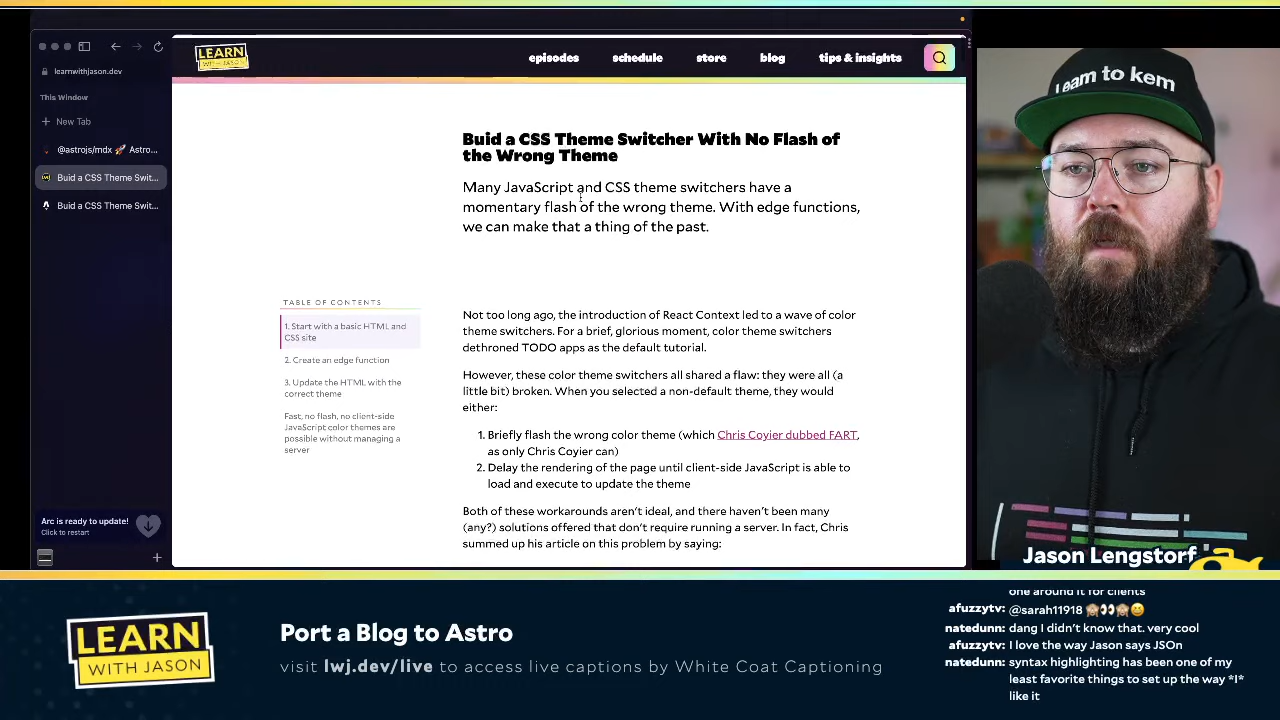 LEARN
WITH JASON
episodes
schedule
store
blog
tips & insights
learnwithjason.dev
This Window
New Tab
@astrojs/mdx 🚀 Astro...
Buid a CSS Theme Swit...
Buid a CSS Theme Swit...
Arc is ready to update!
Click to restart
Buid a CSS Theme Switcher With No Flash of
the Wrong Theme
Many JavaScript and CSS theme switchers have a
momentary flash of the wrong theme. With edge functions,
we can make that a thing of the past.
TABLE OF CONTENTS
1. Start with a basic HTML and
CSS site
2. Create an edge function
3. Update the HTML with the
correct theme
Fast, no flash, no client-side
JavaScript color themes are
possible without managing a
server
Not too long ago, the introduction of React Context led to a wave of color
theme switchers. For a brief, glorious moment, color theme switchers
dethroned TODO apps as the default tutorial.
However, these color theme switchers all shared a flaw: they were all (a
little bit) broken. When you selected a non-default theme, they would
either:
1. Briefly flash the wrong color theme (which Chris Coyier dubbed FART,
as only Chris Coyier can)
2. Delay the rendering of the page until client-side JavaScript is able to
load and execute to update the theme
Both of these workarounds aren't ideal, and there haven't been many
(any?) solutions offered that don't require running a server. In fact, Chris
summed up his article on this problem by saying:
I eam to kem
Jason Lengstorf
LEARN
WITH JASON
Port a Blog to Astro
visit lwj.dev/live to access live captions by White Coat Captioning
one around it for clients
afuzzytv: @sarah11918 🙈👀🙈😆
natedunn: dang I didn't know that. very cool
afuzzytv: I love the way Jason says JSOn
natedunn: syntax highlighting has been one of my
least favorite things to set up the way *I*
like it